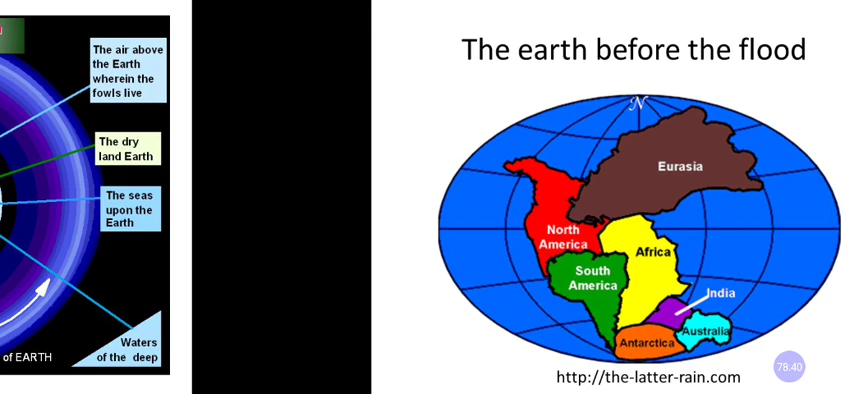 The air above
the Earth
wherein the
fowls live
The dry
land Earth
The seas
upon the
Earth
Waters
of the deep
of EARTH
The earth before the flood
N
Eurasia
North
America
Africa
South
America
India
Australia
Antarctica
http://the-latter-rain.com
78.40